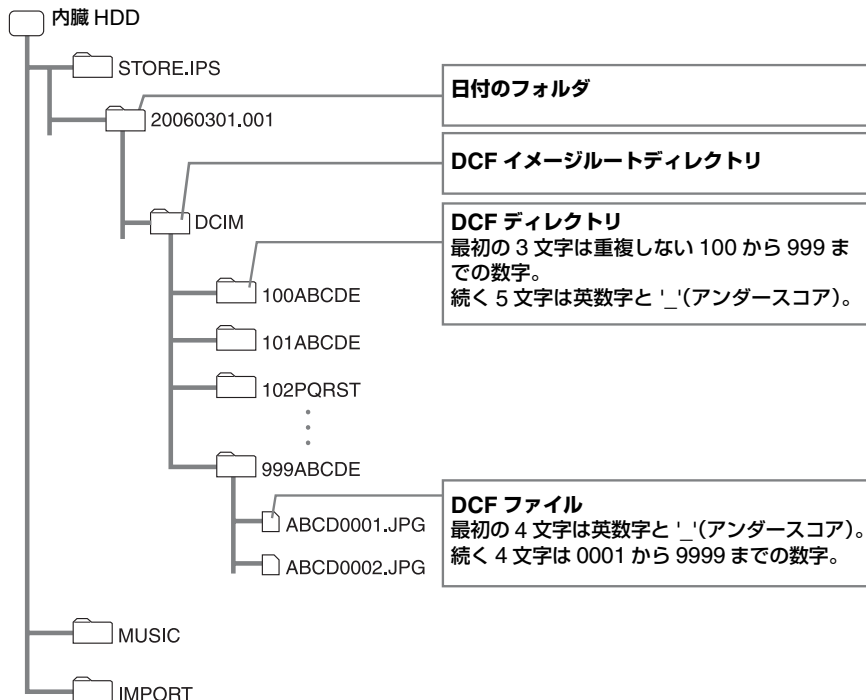 内臓 HDD
STORE.IPS
日付のフォルダ
20060301.001
DCF イメージルートディレクトリ
DCIM
DCF ディレクトリ
最初の 3 文字は重複しない 100 から 999 ま
での数字。
続く 5 文字は英数字と '_'(アンダースコア)。
100ABCDE
101ABCDE
102PQRST
999ABCDE
DCF ファイル
最初の 4 文字は英数字と '_'(アンダースコア)。
続く 4 文字は 0001 から 9999 までの数字。
ABCD0001.JPG
ABCD0002.JPG
MUSIC
IMPORT